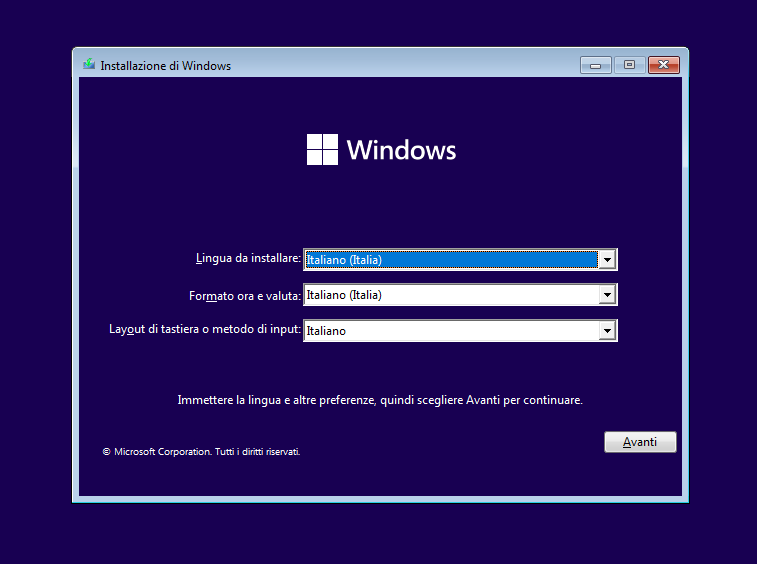 Installazione di Windows
Windows
Lingua da installare: Italiano (Italia)
Formato ora e valuta: Italiano (Italia)
Layout di tastiera o metodo di input: Italiano
Immettere la lingua e altre preferenze, quindi scegliere Avanti per continuare.
Avanti
© Microsoft Corporation. Tutti i diritti riservati.